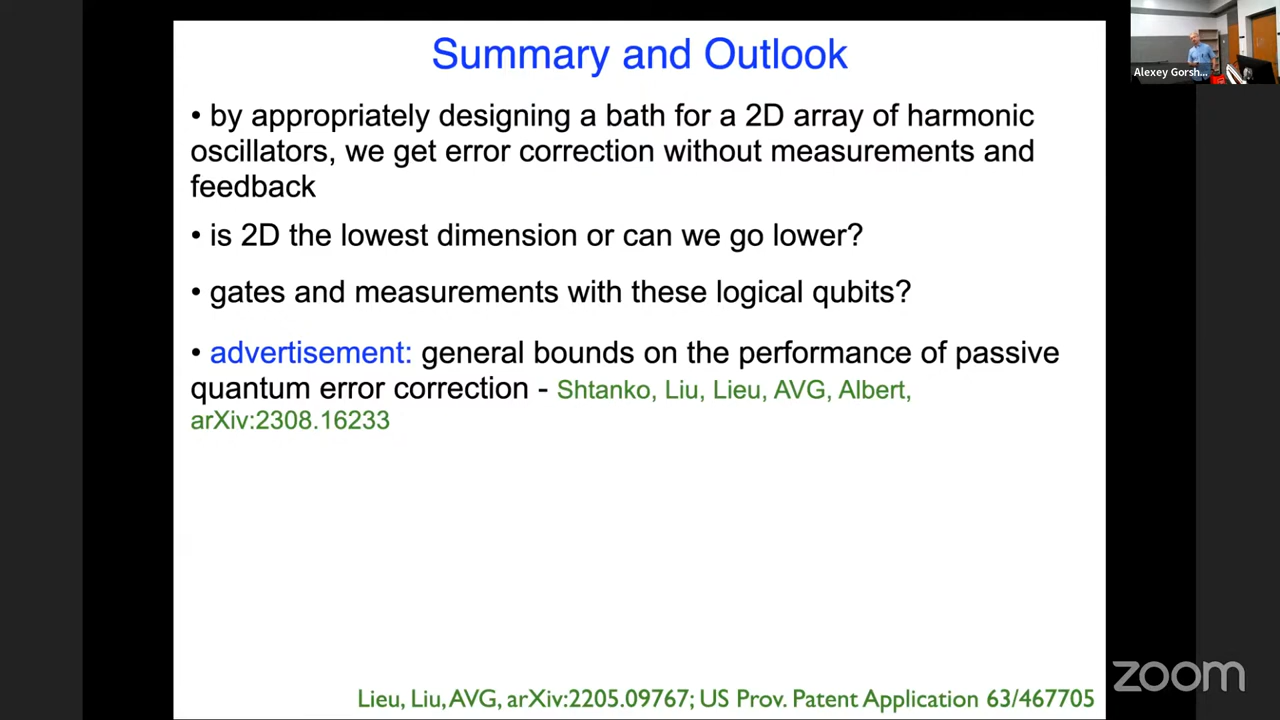 Summary and Outlook
Alexey Gorsh...
• by appropriately designing a bath for a 2D array of harmonic
oscillators, we get error correction without measurements and
feedback
• is 2D the lowest dimension or can we go lower?
• gates and measurements with these logical qubits?
• advertisement: general bounds on the performance of passive
quantum error correction - Shtanko, Liu, Lieu, AVG, Albert,
arXiv:2308.16233
zoom
Lieu, Liu, AVG, arXiv:2205.09767; US Prov. Patent Application 63/467705